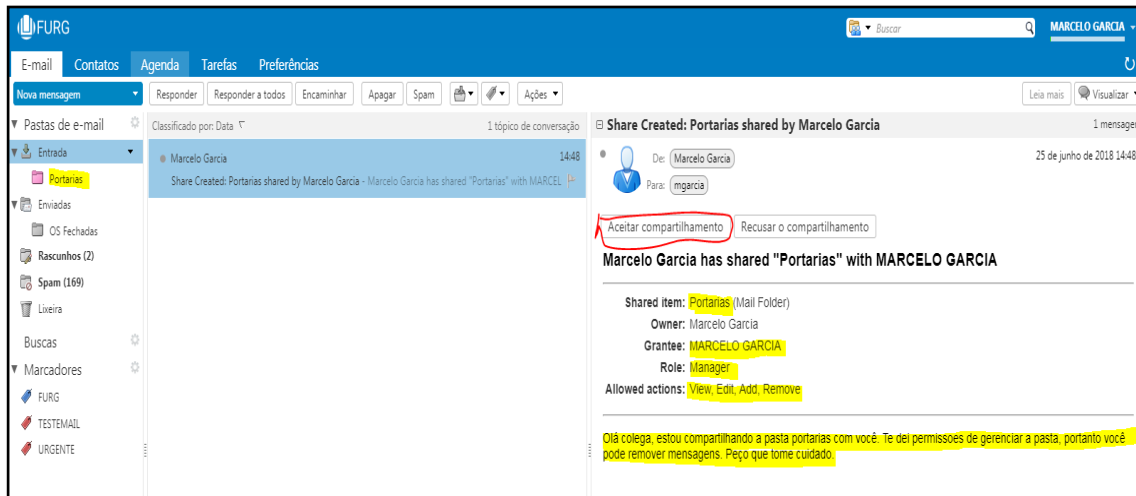 FURG
Buscar
MARCELO GARCIA
E-mail Contatos Agenda Tarefas Preferências
Nova mensagem Responder Responder a todos Encaminhar Apagar Spam Ações Leia mais Visualizar
Pastas de e-mail
Entrada
Portarias
Enviadas
OS Fechadas
Rascunhos (2)
Spam (169)
Lixeira
Buscas
Marcadores
FURG
TESTEMAIL
URGENTE
Classificado por: Data 1 tópico de conversação
Marcelo Garcia 14:48
Share Created: Portarias shared by Marcelo Garcia - Marcelo Garcia has shared "Portarias" with MARCEL
Share Created: Portarias shared by Marcelo Garcia 1 mensage
De: Marcelo Garcia 25 de junho de 2018 14:48
Para: mgarcia
Aceitar compartilhamento Recusar o compartilhamento
Marcelo Garcia has shared "Portarias" with MARCELO GARCIA
Shared item: Portarias (Mail Folder)
Owner: Marcelo Garcia
Grantee: MARCELO GARCIA
Role: Manager
Allowed actions: View, Edit, Add, Remove
Olá colega, estou compartilhando a pasta portarias com você. Te dei permissoes de gerenciar a pasta, portanto você
pode remover mensagens. Peço que tome cuidado.